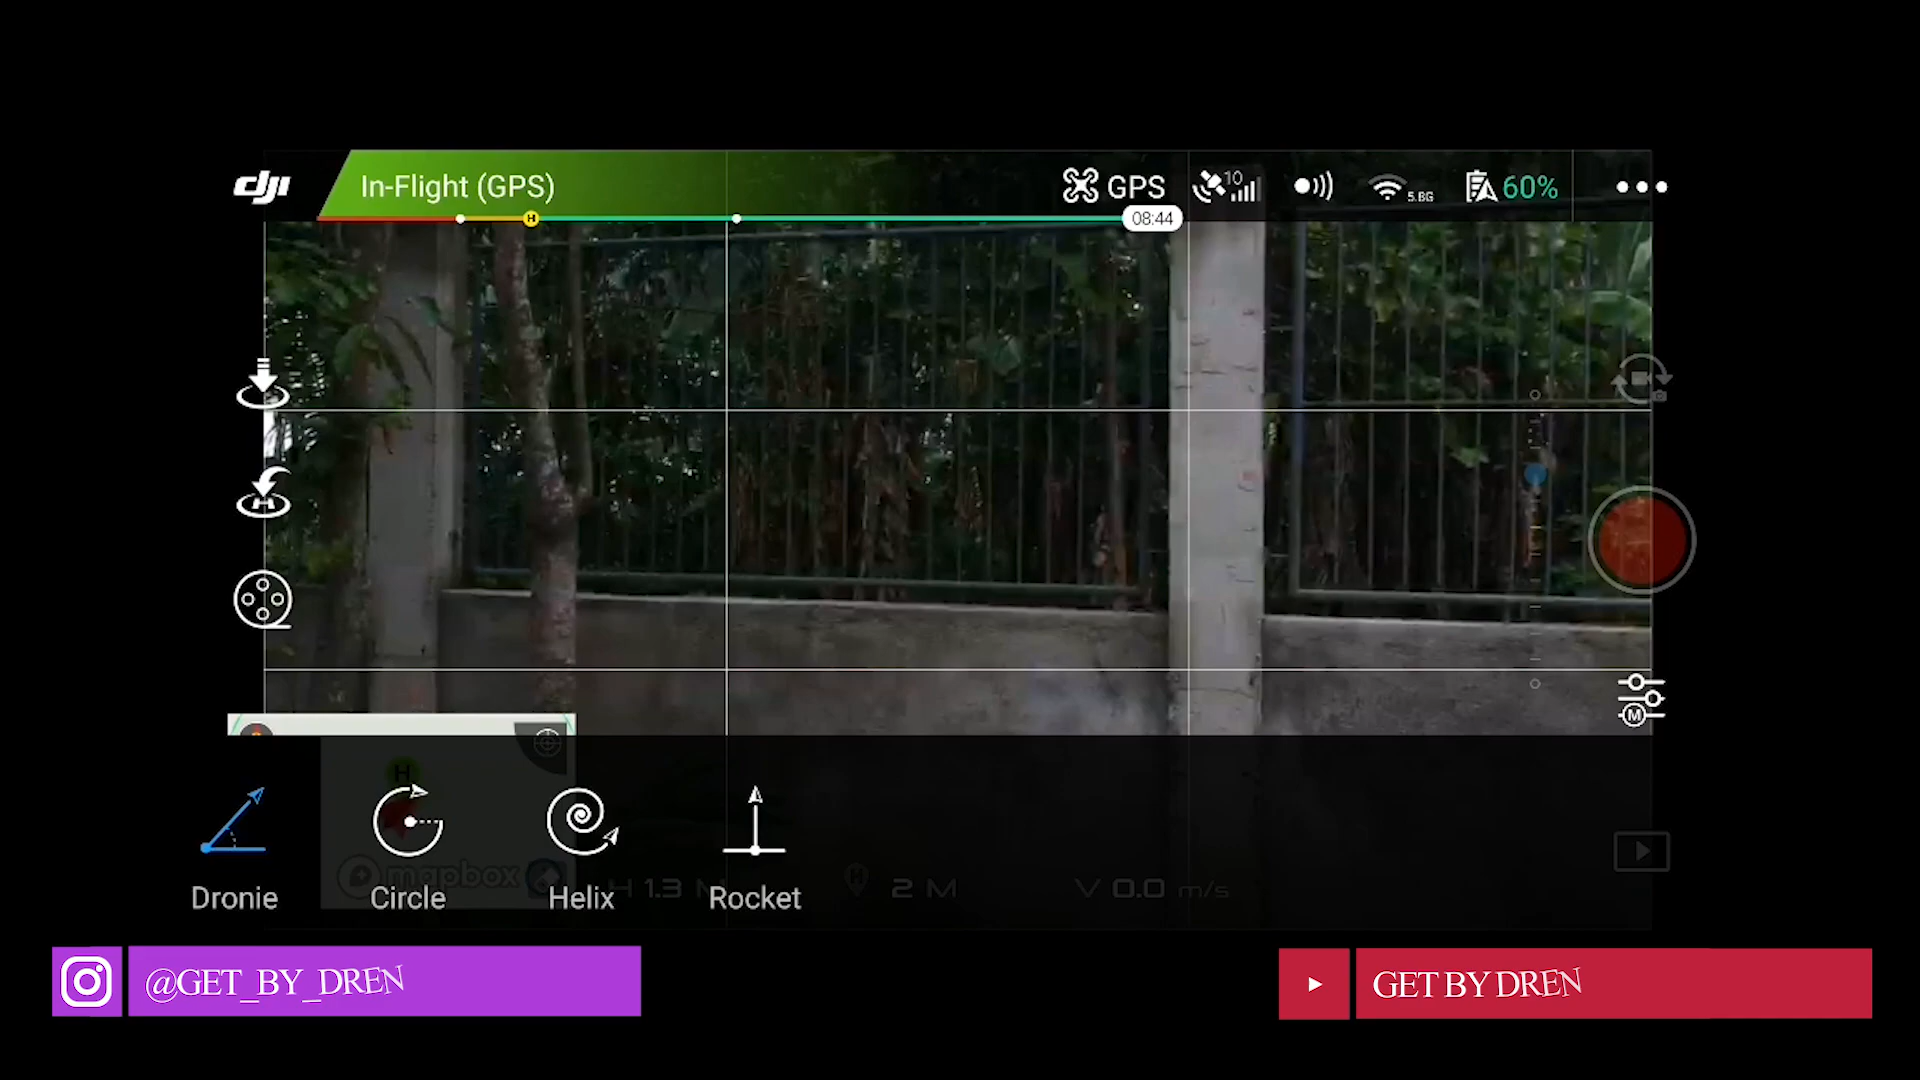 dji In-Flight (GPS) GPS 10 5.8G 60%
H 08:44
M
H
mapbox H 1.3 M H 2 M V 0.0 m/s
Dronie Circle Helix Rocket
@GET_BY_DREN GET BY DREN